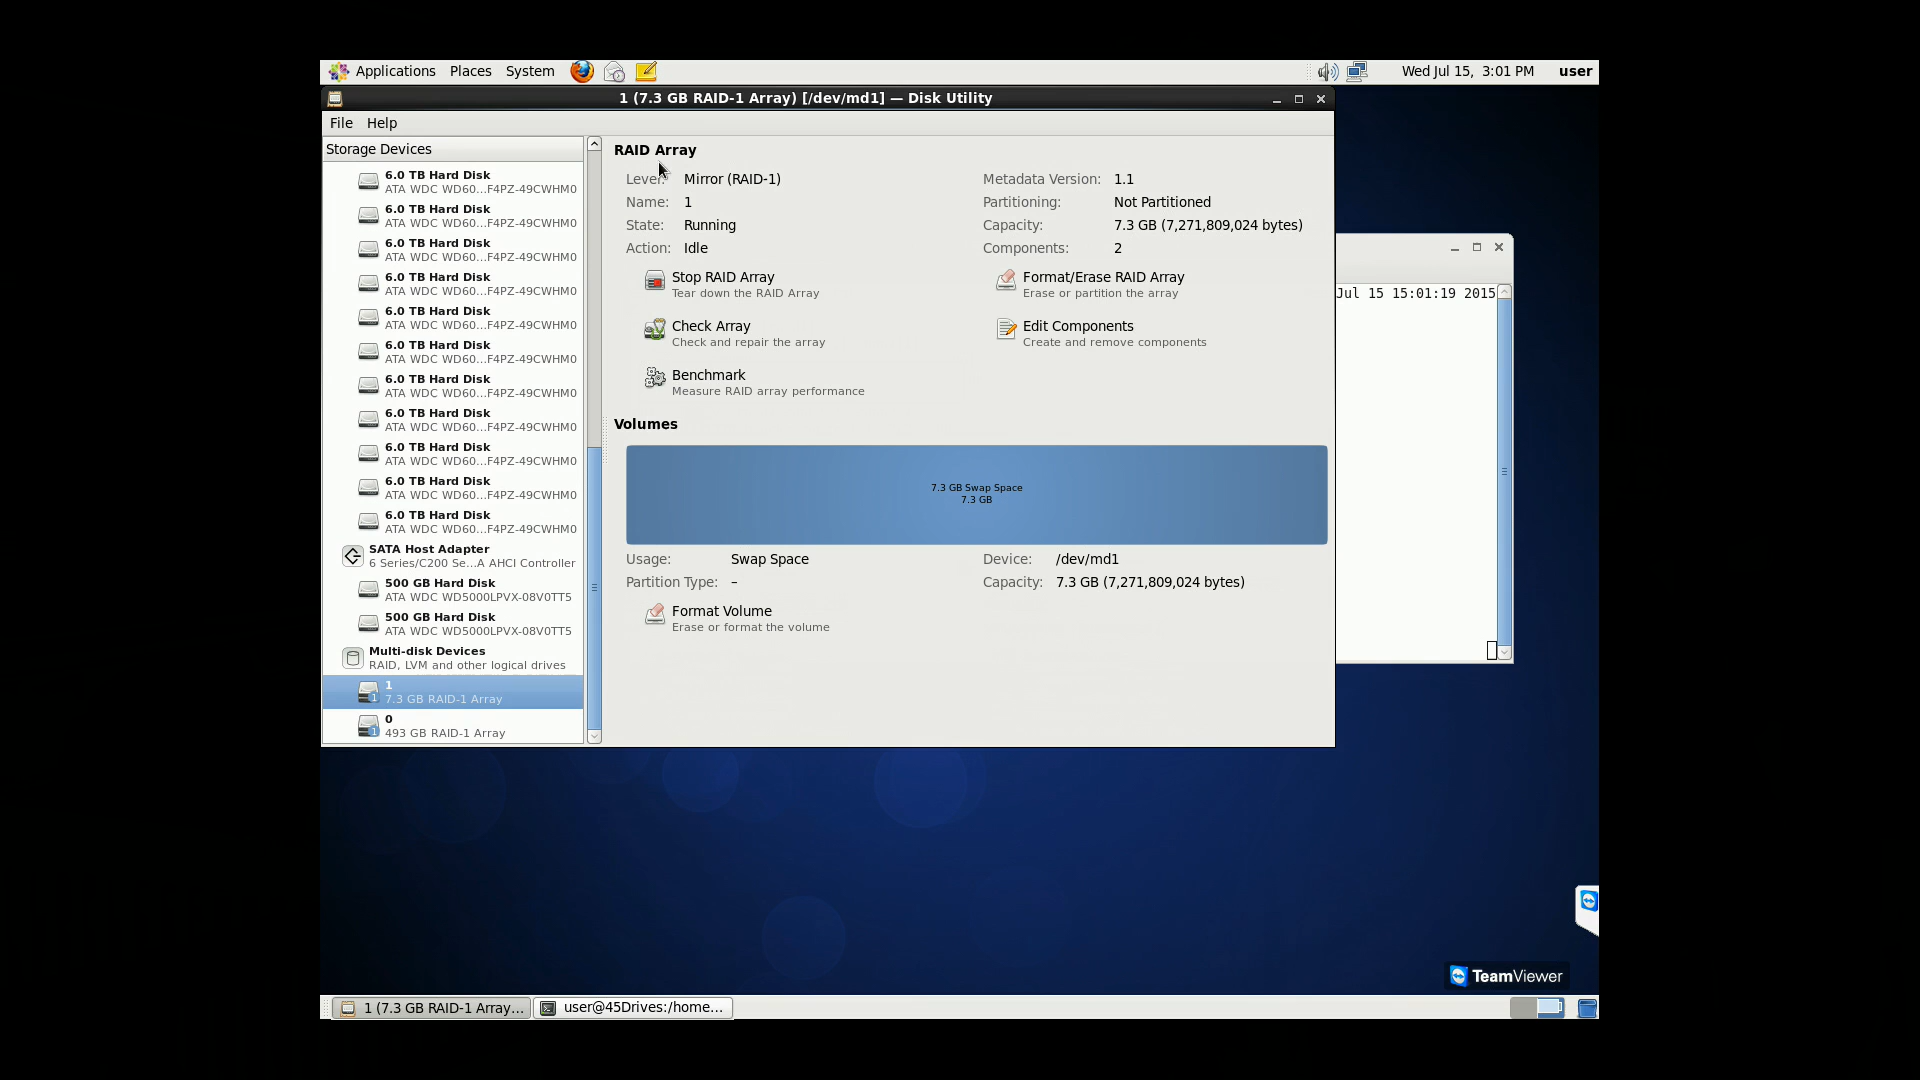 Applications Places System Wed Jul 15, 3:01 PM user
1 (7.3 GB RAID-1 Array) [/dev/md1] — Disk Utility
File Help
Storage Devices
6.0 TB Hard Disk
ATA WDC WD60...F4PZ-49CWHM0
6.0 TB Hard Disk
ATA WDC WD60...F4PZ-49CWHM0
6.0 TB Hard Disk
ATA WDC WD60...F4PZ-49CWHM0
6.0 TB Hard Disk
ATA WDC WD60...F4PZ-49CWHM0
6.0 TB Hard Disk
ATA WDC WD60...F4PZ-49CWHM0
6.0 TB Hard Disk
ATA WDC WD60...F4PZ-49CWHM0
6.0 TB Hard Disk
ATA WDC WD60...F4PZ-49CWHM0
6.0 TB Hard Disk
ATA WDC WD60...F4PZ-49CWHM0
6.0 TB Hard Disk
ATA WDC WD60...F4PZ-49CWHM0
6.0 TB Hard Disk
ATA WDC WD60...F4PZ-49CWHM0
6.0 TB Hard Disk
ATA WDC WD60...F4PZ-49CWHM0
SATA Host Adapter
6 Series/C200 Se...A AHCI Controller
500 GB Hard Disk
ATA WDC WD5000LPVX-08V0TT5
500 GB Hard Disk
ATA WDC WD5000LPVX-08V0TT5
Multi-disk Devices
RAID, LVM and other logical drives
1
7.3 GB RAID-1 Array
0
493 GB RAID-1 Array
RAID Array
Level: Mirror (RAID-1) Metadata Version: 1.1
Name: 1 Partitioning: Not Partitioned
State: Running Capacity: 7.3 GB (7,271,809,024 bytes)
Action: Idle Components: 2
Stop RAID Array
Tear down the RAID Array
Format/Erase RAID Array
Erase or partition the array
Check Array
Check and repair the array
Edit Components
Create and remove components
Benchmark
Measure RAID array performance
Volumes
7.3 GB Swap Space
7.3 GB
Usage: Swap Space Device: /dev/md1
Partition Type: – Capacity: 7.3 GB (7,271,809,024 bytes)
Format Volume
Erase or format the volume
Jul 15 15:01:19 2015
TeamViewer
1 (7.3 GB RAID-1 Array... user@45Drives:/home...